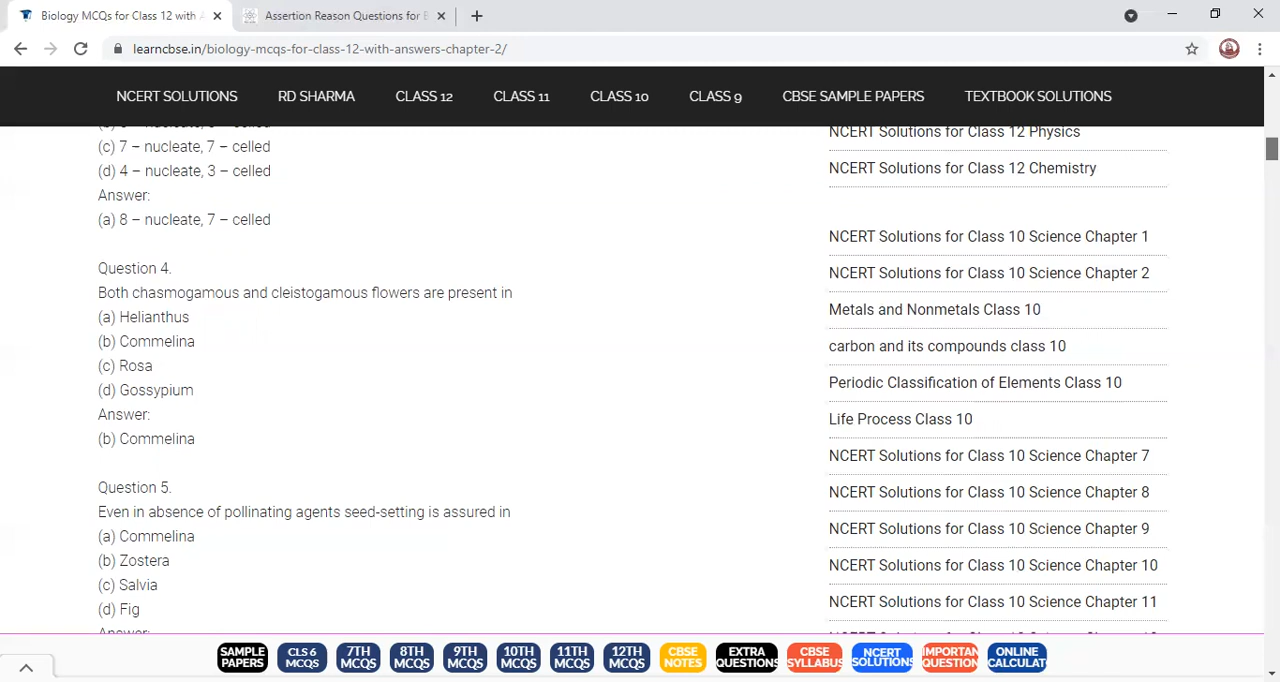 Biology MCQs for Class 12 with
Assertion Reason Questions for B
learncbse.in/biology-mcqs-for-class-12-with-answers-chapter-2/
NCERT SOLUTIONS
RD SHARMA
CLASS 12
CLASS 11
CLASS 10
CLASS 9
CBSE SAMPLE PAPERS
TEXTBOOK SOLUTIONS
(c) 7 – nucleate, 7 – celled
(d) 4 – nucleate, 3 – celled
Answer:
(a) 8 – nucleate, 7 – celled
Question 4.
Both chasmogamous and cleistogamous flowers are present in
(a) Helianthus
(b) Commelina
(c) Rosa
(d) Gossypium
Answer:
(b) Commelina
Question 5.
Even in absence of pollinating agents seed-setting is assured in
(a) Commelina
(b) Zostera
(c) Salvia
(d) Fig
Answer:
NCERT Solutions for Class 12 Physics
NCERT Solutions for Class 12 Chemistry
NCERT Solutions for Class 10 Science Chapter 1
NCERT Solutions for Class 10 Science Chapter 2
Metals and Nonmetals Class 10
carbon and its compounds class 10
Periodic Classification of Elements Class 10
Life Process Class 10
NCERT Solutions for Class 10 Science Chapter 7
NCERT Solutions for Class 10 Science Chapter 8
NCERT Solutions for Class 10 Science Chapter 9
NCERT Solutions for Class 10 Science Chapter 10
NCERT Solutions for Class 10 Science Chapter 11
SAMPLE
PAPERS
CLS 6
MCQS
7TH
MCQS
8TH
MCQS
9TH
MCQS
10TH
MCQS
11TH
MCQS
12TH
MCQS
CBSE
NOTES
EXTRA
QUESTIONS
CBSE
SYLLABUS
NCERT
SOLUTIONS
IMPORTAN
QUESTION
ONLINE
CALCULAT